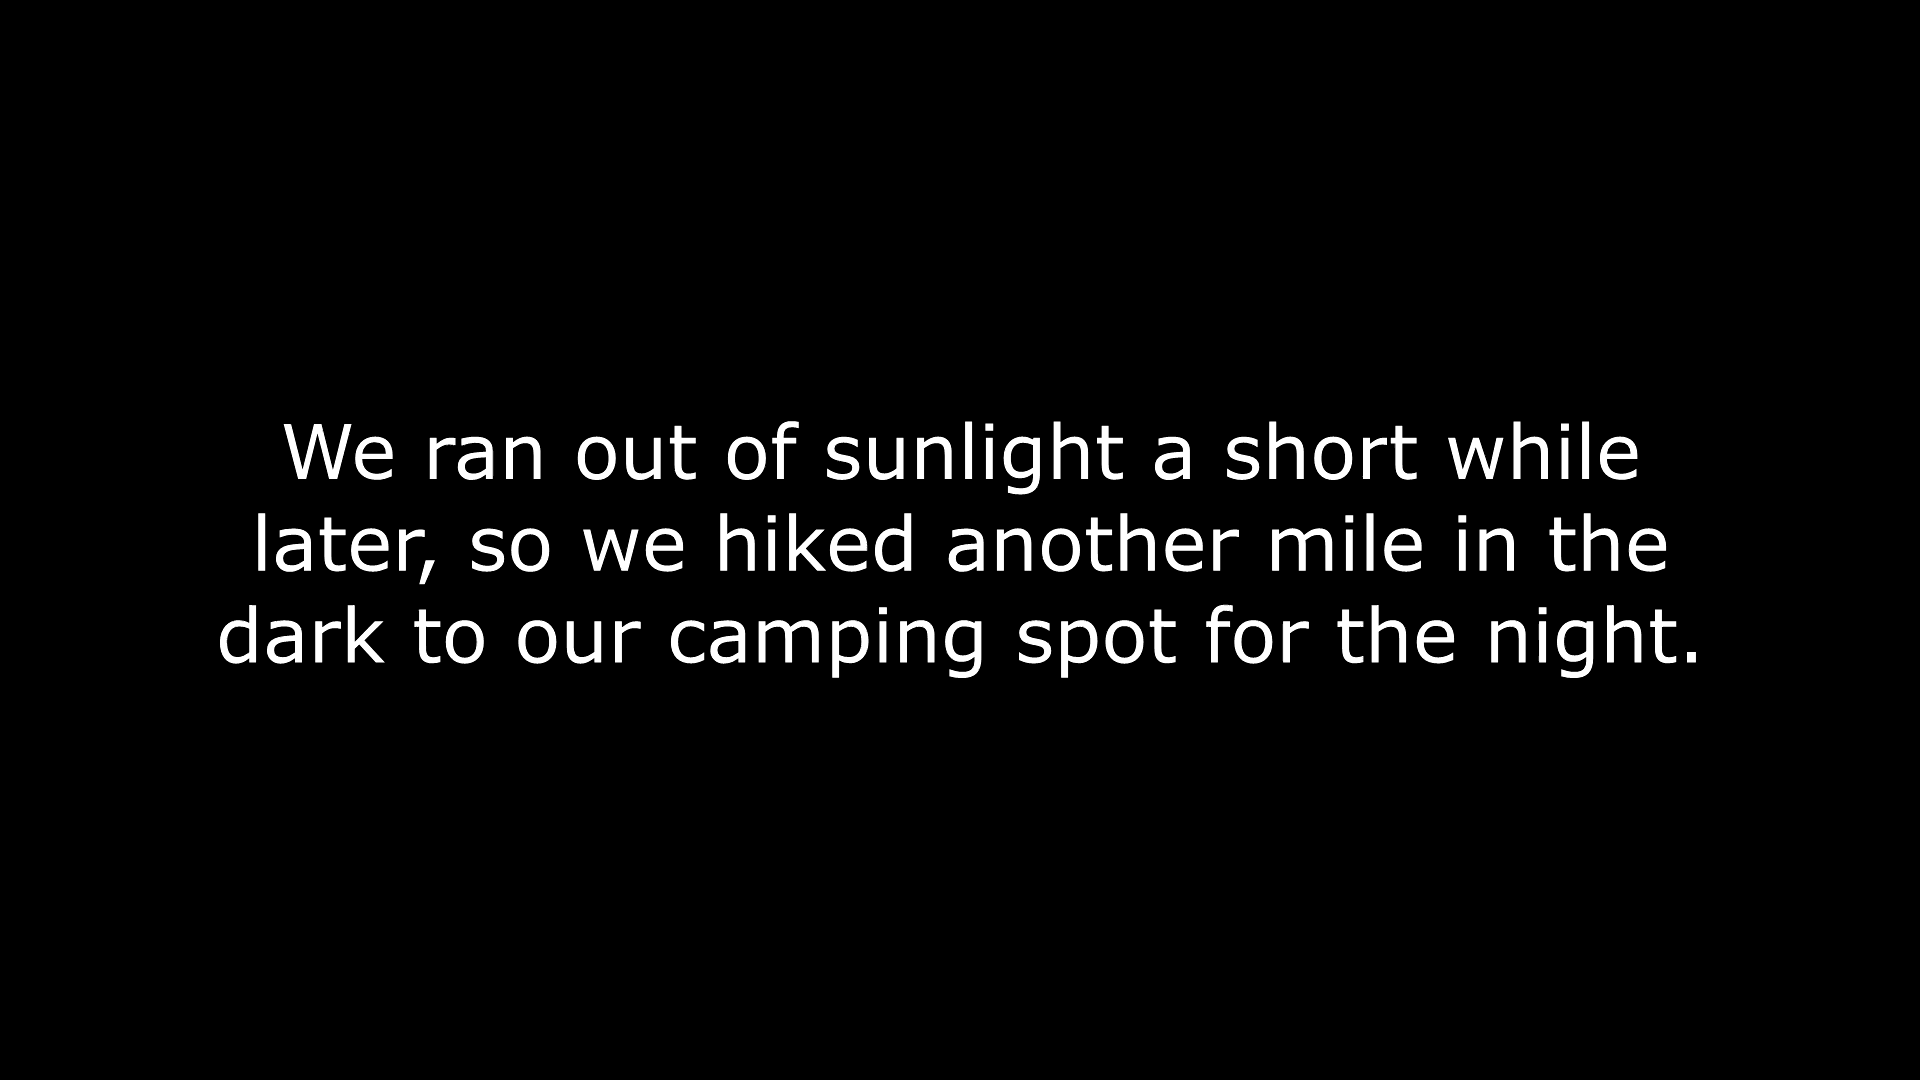 We ran out of sunlight a short while
later, so we hiked another mile in the
dark to our camping spot for the night.